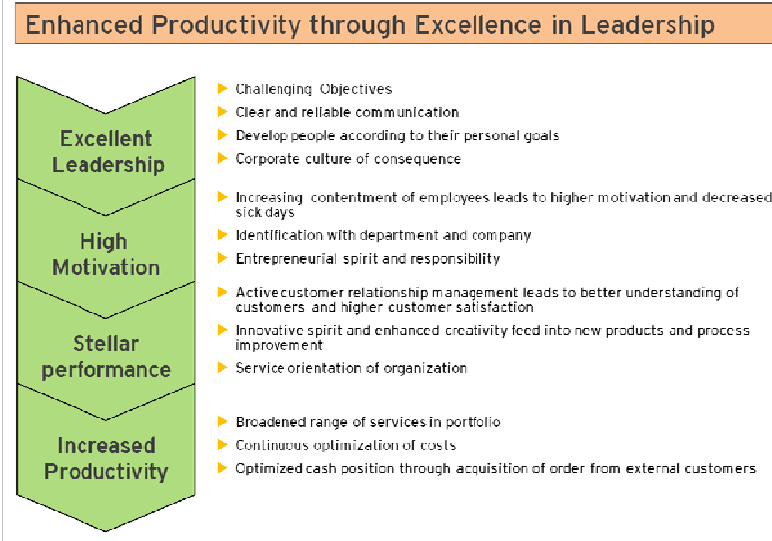 Enhanced Productivity through Excellence in Leadership
Excellent
Leadership
Challenging Objectives
Clear and reliable communication
Develop people according to their personal goals
Corporate culture of consequence
High
Motivation
Increasing contentment of employees leads to higher motivation and decreased
sick days
Identification with department and company
Entrepreneurial spirit and responsibility
Stellar
performance
Active customer relationship management leads to better understanding of
customers and higher customer satisfaction
Innovative spirit and enhanced creativity feed into new products and process
improvement
Service orientation of organization
Increased
Productivity
Broadened range of services in portfolio
Continuous optimization of costs
Optimized cash position through acquisition of order from external customers